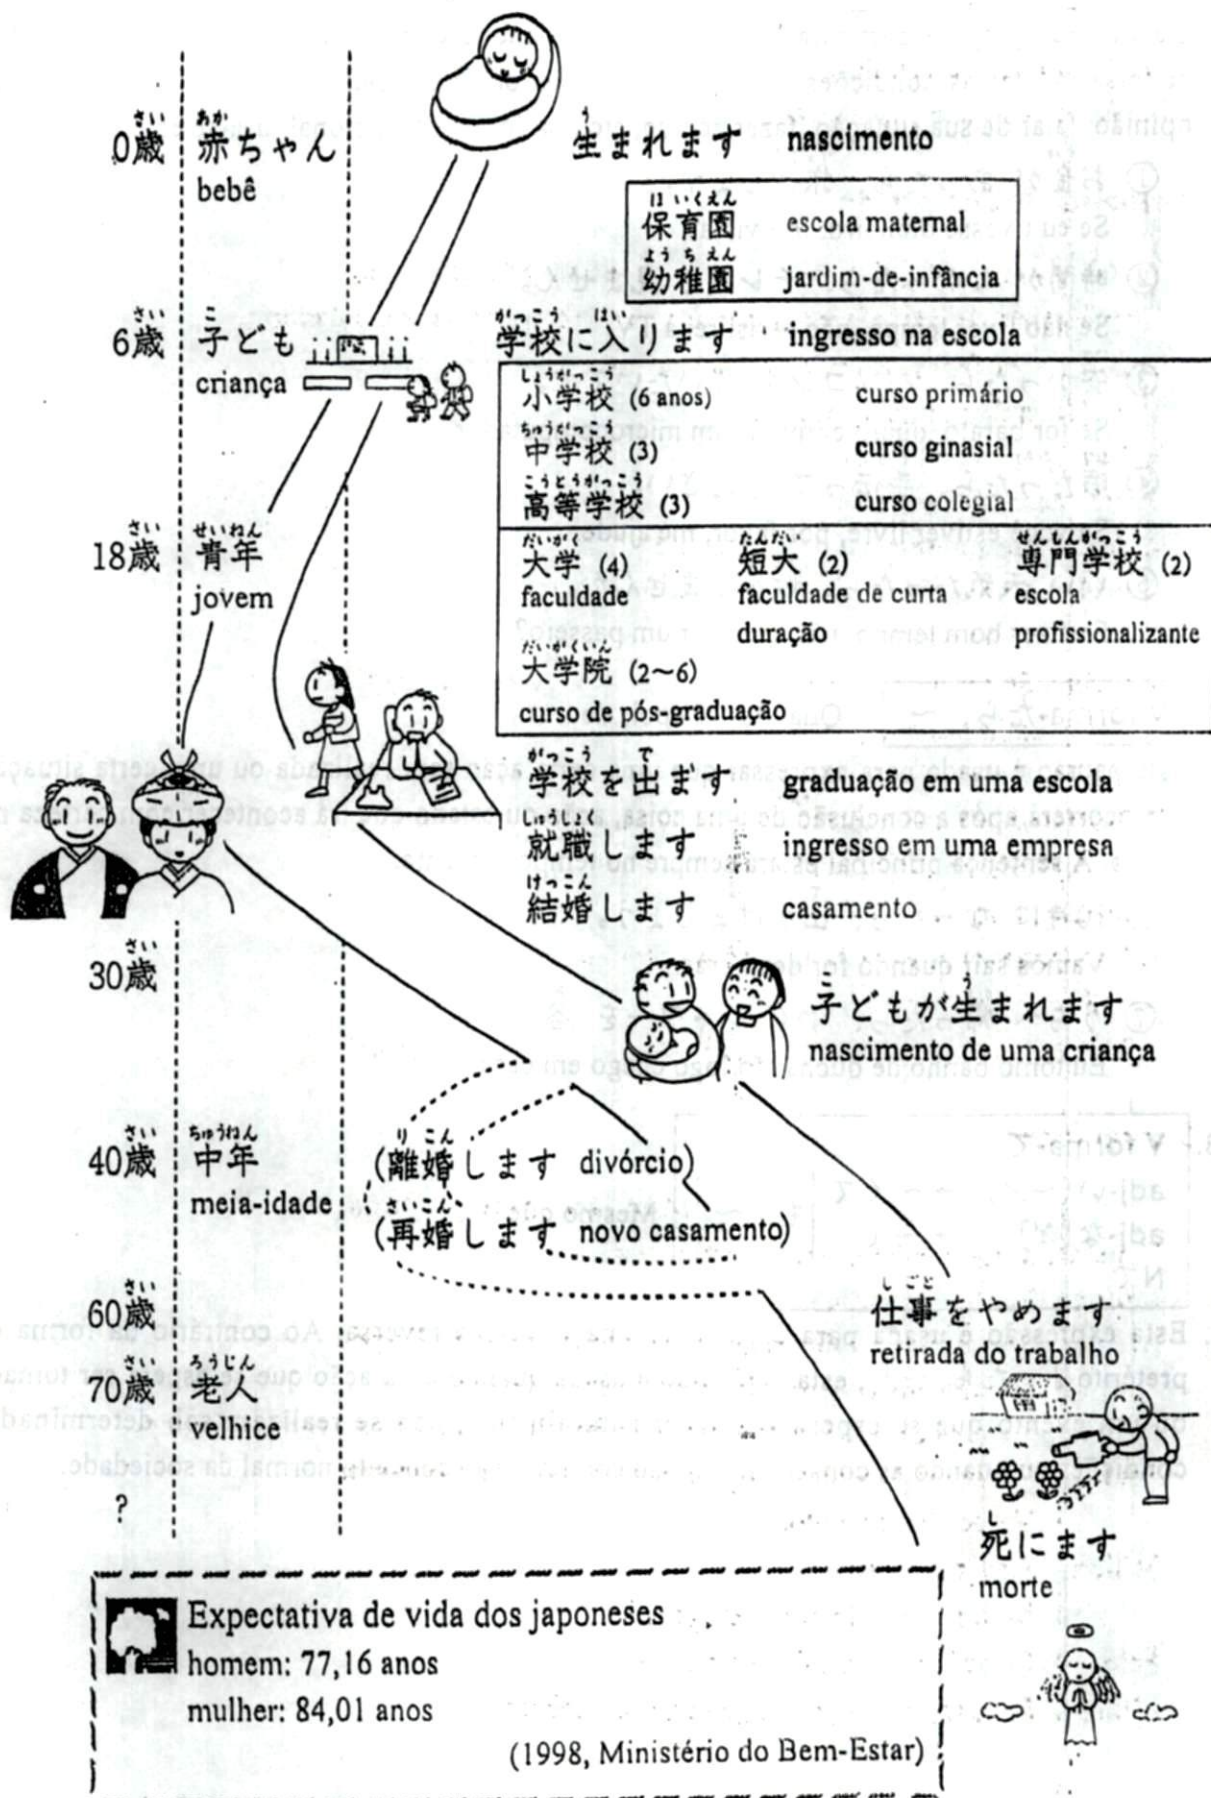 0歳 赤ちゃん 生まれます nascimento
bebê
保育園 escola maternal
幼稚園 jardim-de-infância
6歳 子ども 学校に入ります ingresso na escola
criança
小学校 (6 anos) curso primário
中学校 (3) curso ginasial
高等学校 (3) curso colegial
18歳 青年
jovem
大学 (4) 短大 (2) 専門学校 (2)
faculdade faculdade de curta escola
duração profissionalizante
大学院 (2～6)
curso de pós-graduação
学校を出ます graduação em uma escola
就職します ingresso em uma empresa
結婚します casamento
30歳
子どもが生まれます
nascimento de uma criança
40歳 中年 (離婚します divórcio)
meia-idade
(再婚します novo casamento)
60歳 仕事をやめます
retirada do trabalho
70歳 老人
velhice
?
死にます
morte
Expectativa de vida dos japoneses
homem: 77,16 anos
mulher: 84,01 anos
(1998, Ministério do Bem-Estar)